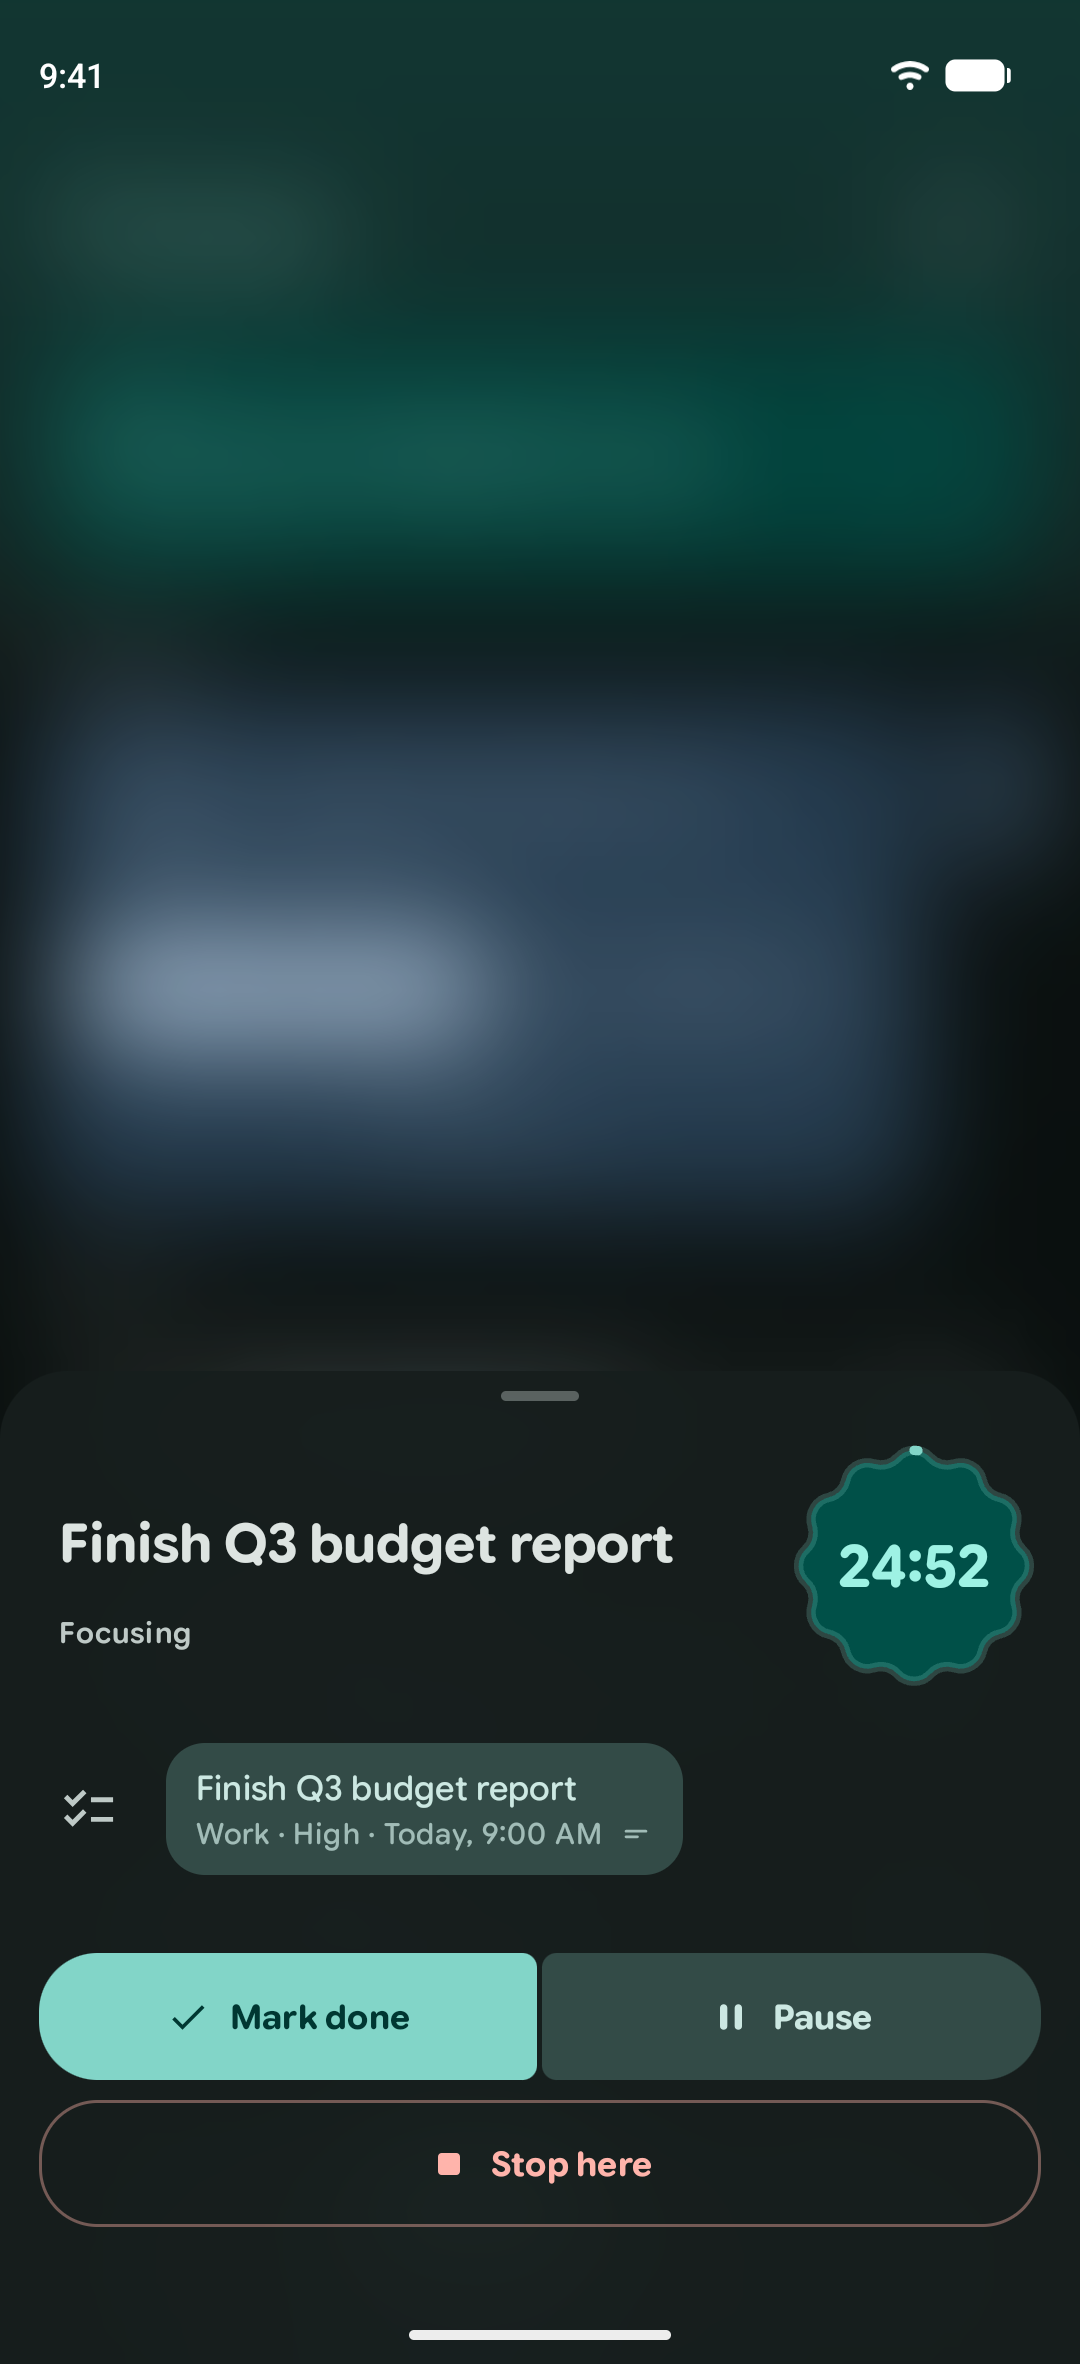 9:41
Finish Q3 budget report
24:52
Focusing
Finish Q3 budget report
Work · High · Today, 9:00 AM
Mark done
Pause
Stop here